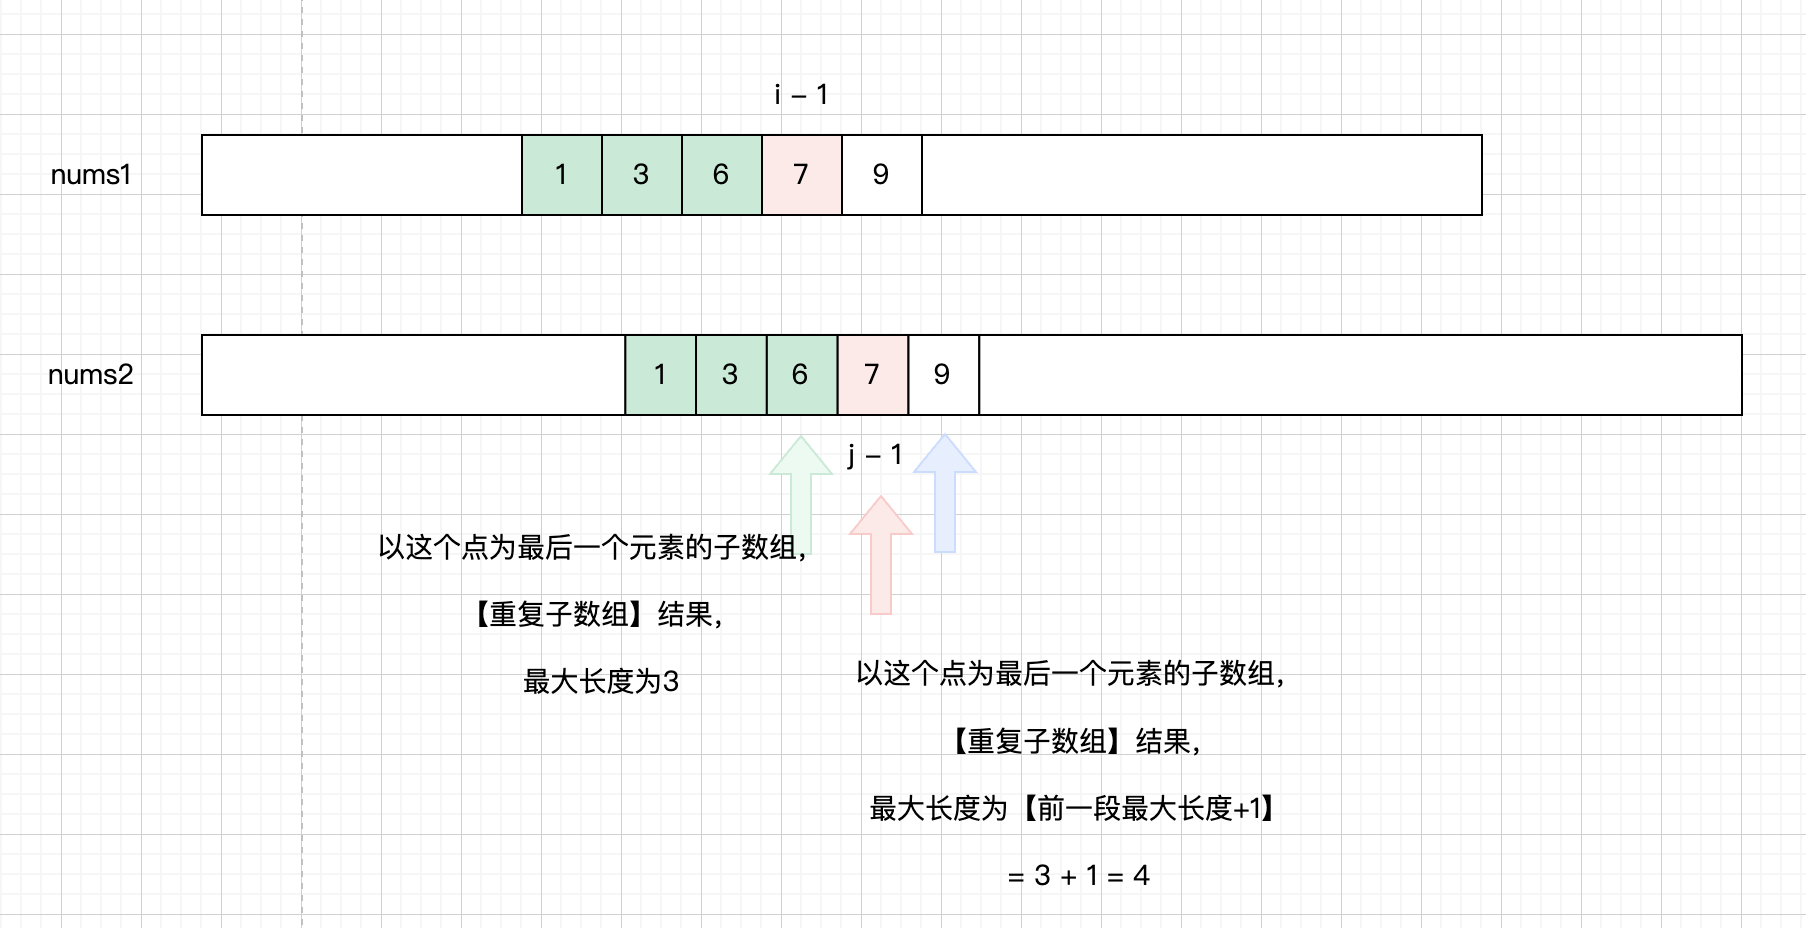 i – 1
nums1
1 3 6 7 9
nums2
1 3 6 7 9
j – 1
以这个点为最后一个元素的子数组，
【重复子数组】结果，
最大长度为3
以这个点为最后一个元素的子数组，
【重复子数组】结果，
最大长度为【前一段最大长度+1】
= 3 + 1 = 4